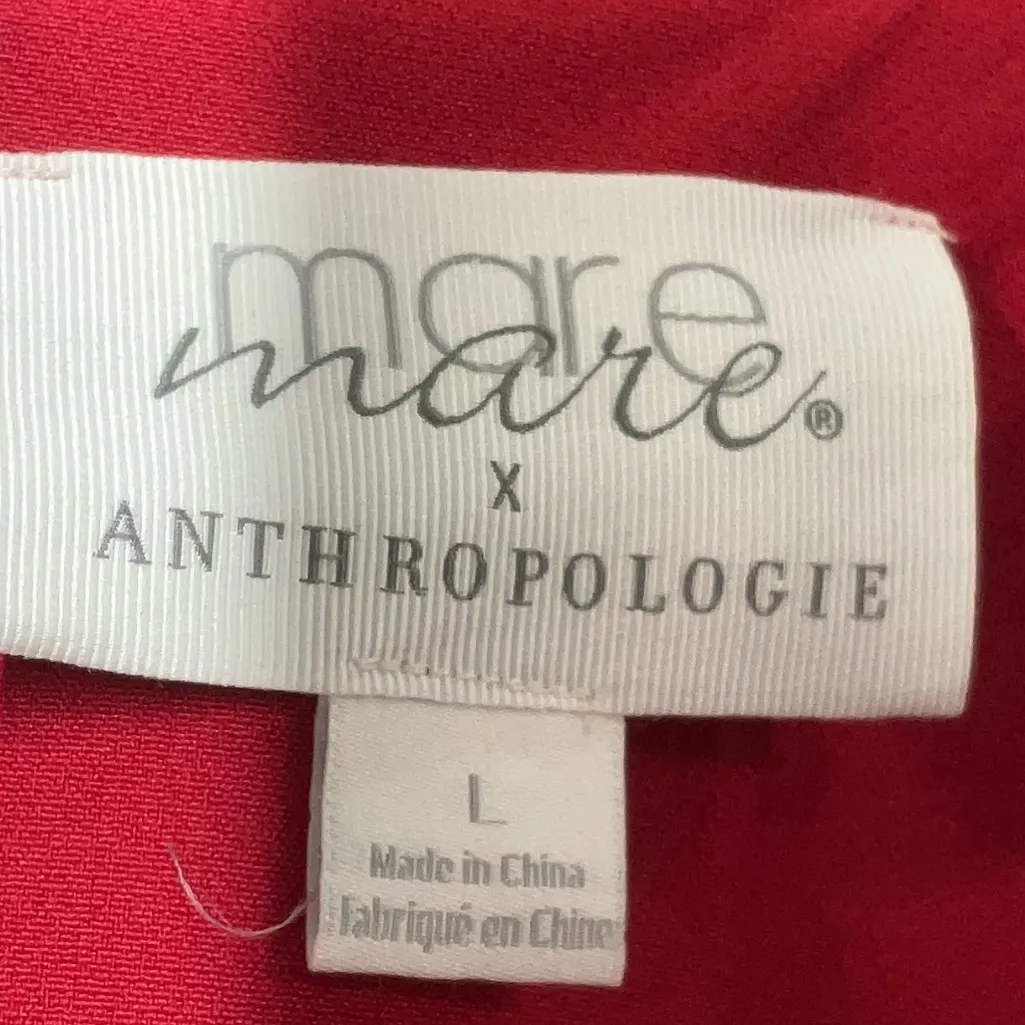 mare
mare®
X
ANTHROPOLOGIE
L
Made in China
Fabriqué en Chine